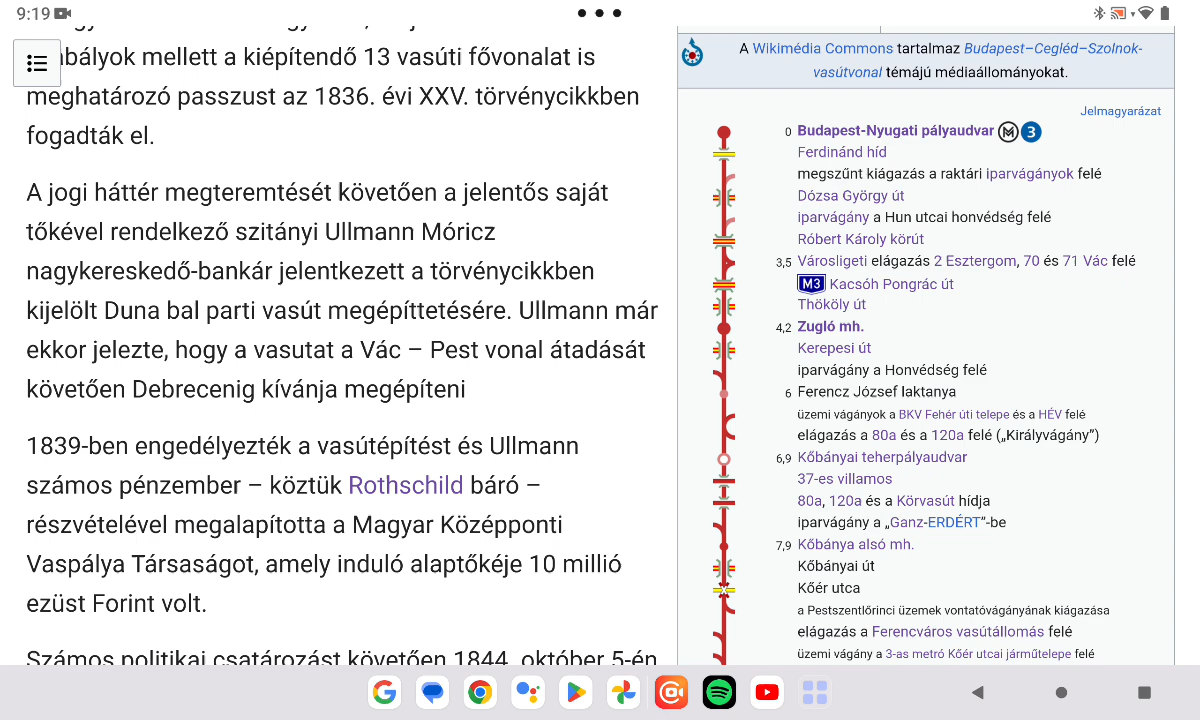 9:19
bályok mellett a kiépítendő 13 vasúti fővonalat is
meghatározó passzust az 1836. évi XXV. törvénycikkben
fogadták el.
A jogi háttér megteremtését követően a jelentős saját
tőkével rendelkező szitányi Ullmann Móricz
nagykereskedő-bankár jelentkezett a törvénycikkben
kijelölt Duna bal parti vasút megépíttetésére. Ullmann már
ekkor jelezte, hogy a vasutat a Vác – Pest vonal átadását
követően Debrecenig kívánja megépíteni
1839-ben engedélyezték a vasútépítést és Ullmann
számos pénzember – köztük Rothschild báró –
részvételével megalapította a Magyar Középponti
Vaspálya Társaságot, amely induló alaptőkéje 10 millió
ezüst Forint volt.
Számos politikai csatározást követően 1844. október 5-én
A Wikimédia Commons tartalmaz Budapest–Cegléd–Szolnok-
vasútvonal témájú médiaállományokat.
Jelmagyarázat
0 Budapest-Nyugati pályaudvar M 3
Ferdinánd híd
megszűnt kiágazás a raktári iparvágányok felé
Dózsa György út
iparvágány a Hun utcai honvédség felé
Róbert Károly körút
3,5 Városligeti elágazás 2 Esztergom, 70 és 71 Vác felé
M3 Kacsóh Pongrác út
Thököly út
4,2 Zugló mh.
Kerepesi út
iparvágány a Honvédség felé
6 Ferencz József laktanya
üzemi vágányok a BKV Fehér úti telepe és a HÉV felé
elágazás a 80a és a 120a felé („Királyvágány”)
6,9 Kőbányai teherpályaudvar
37-es villamos
80a, 120a és a Körvasút hídja
iparvágány a „Ganz-ERDÉRT”-be
7,9 Kőbánya alsó mh.
Kőbányai út
Kőér utca
a Pestszentlőrinci üzemek vontatóvágányának kiágazása
elágazás a Ferencváros vasútállomás felé
üzemi vágány a 3-as metró Kőér utcai járműtelepe felé